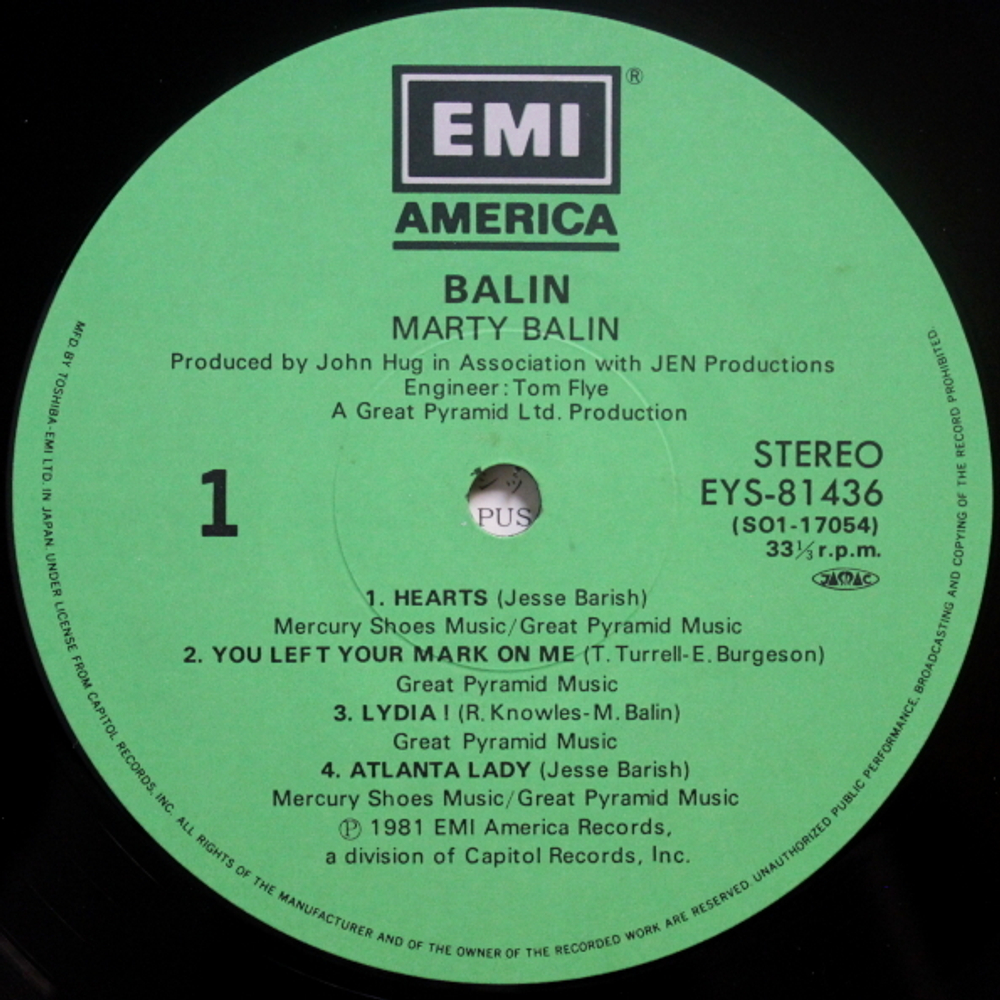 EMI ®
AMERICA
BALIN
MARTY BALIN
Produced by John Hug in Association with JEN Productions
Engineer: Tom Flye
A Great Pyramid Ltd. Production
STEREO
EYS-81436
(SO1-17054)
33⅓ r.p.m.
JASRAC
1
PUS
1. HEARTS (Jesse Barish)
Mercury Shoes Music/Great Pyramid Music
2. YOU LEFT YOUR MARK ON ME (T. Turrell-E. Burgeson)
Great Pyramid Music
3. LYDIA! (R. Knowles-M. Balin)
Great Pyramid Music
4. ATLANTA LADY (Jesse Barish)
Mercury Shoes Music/Great Pyramid Music
℗ 1981 EMI America Records,
a division of Capitol Records, Inc.
MFD. BY TOSHIBA-EMI LTD. IN JAPAN. UNDER LICENSE FROM CAPITOL RECORDS, INC. ALL RIGHTS OF THE MANUFACTURER AND OF THE OWNER OF THE RECORDED WORK ARE RESERVED. UNAUTHORIZED PUBLIC PERFORMANCE, BROADCASTING AND COPYING OF THE RECORD PROHIBITED.